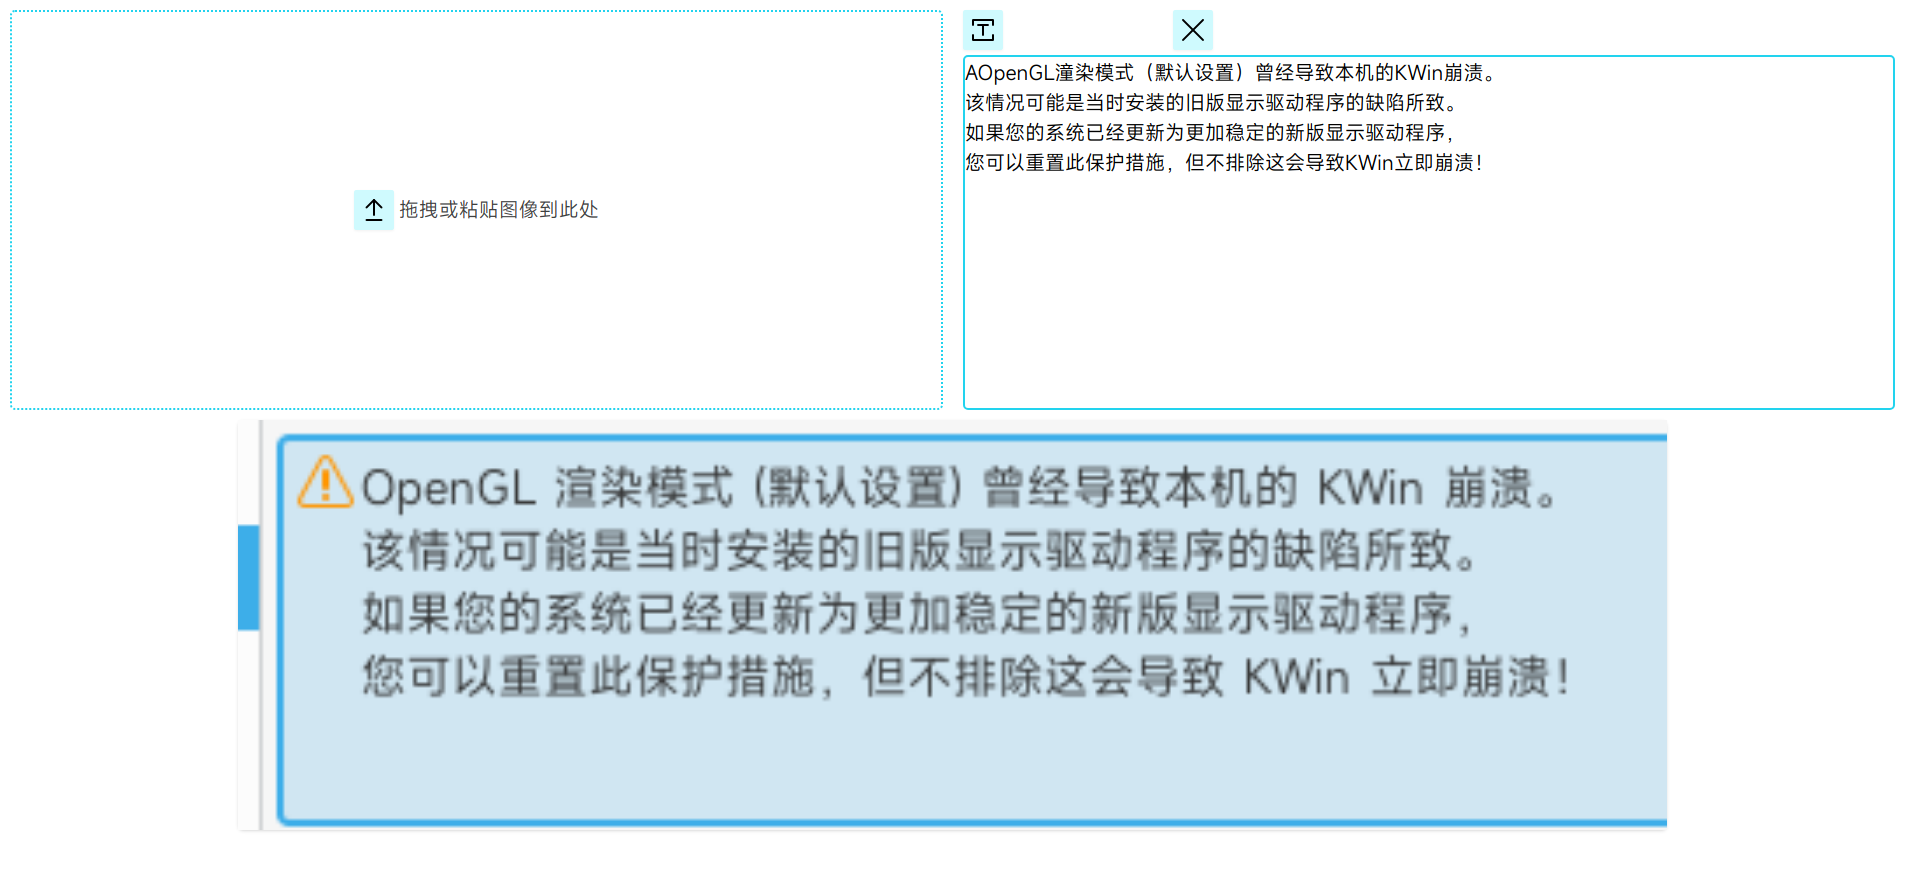 拖拽或粘贴图像到此处
AOpenGL潼染模式（默认设置）曾经导致本机的KWin崩溃。
该情况可能是当时安装的旧版显示驱动程序的缺陷所致。
如果您的系统已经更新为更加稳定的新版显示驱动程序，
您可以重置此保护措施，但不排除这会导致KWin立即崩溃！
OpenGL 渲染模式 (默认设置) 曾经导致本机的 KWin 崩溃。
该情况可能是当时安装的旧版显示驱动程序的缺陷所致。
如果您的系统已经更新为更加稳定的新版显示驱动程序，
您可以重置此保护措施，但不排除这会导致 KWin 立即崩溃！